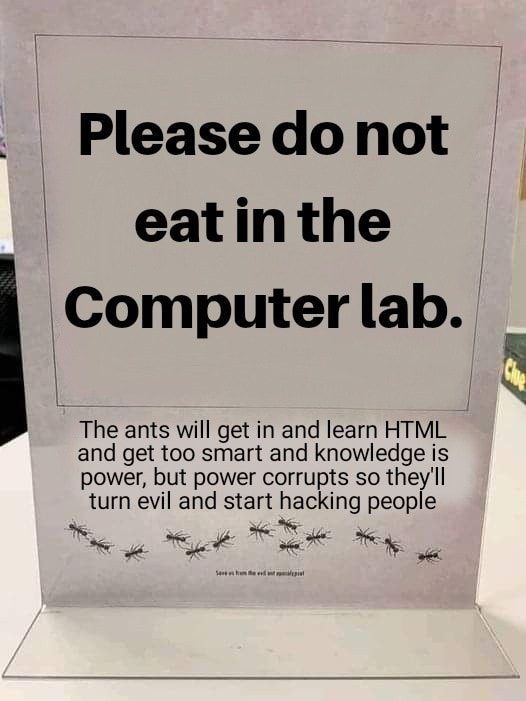 Please do not
eat in the
Computer lab.
The ants will get in and learn HTML
and get too smart and knowledge is
power, but power corrupts so they'll
turn evil and start hacking people
Save us from the evil ant apocalypse!
Clue